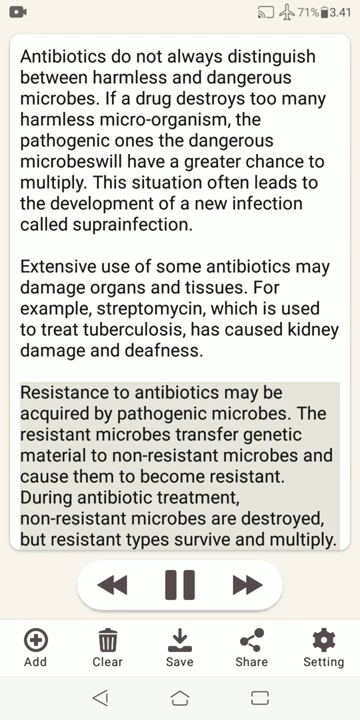 71% 3.41
Antibiotics do not always distinguish
between harmless and dangerous
microbes. If a drug destroys too many
harmless micro-organism, the
pathogenic ones the dangerous
microbeswill have a greater chance to
multiply. This situation often leads to
the development of a new infection
called suprainfection.
Extensive use of some antibiotics may
damage organs and tissues. For
example, streptomycin, which is used
to treat tuberculosis, has caused kidney
damage and deafness.
Resistance to antibiotics may be
acquired by pathogenic microbes. The
resistant microbes transfer genetic
material to non-resistant microbes and
cause them to become resistant.
During antibiotic treatment,
non-resistant microbes are destroyed,
but resistant types survive and multiply.
Add Clear Save Share Setting